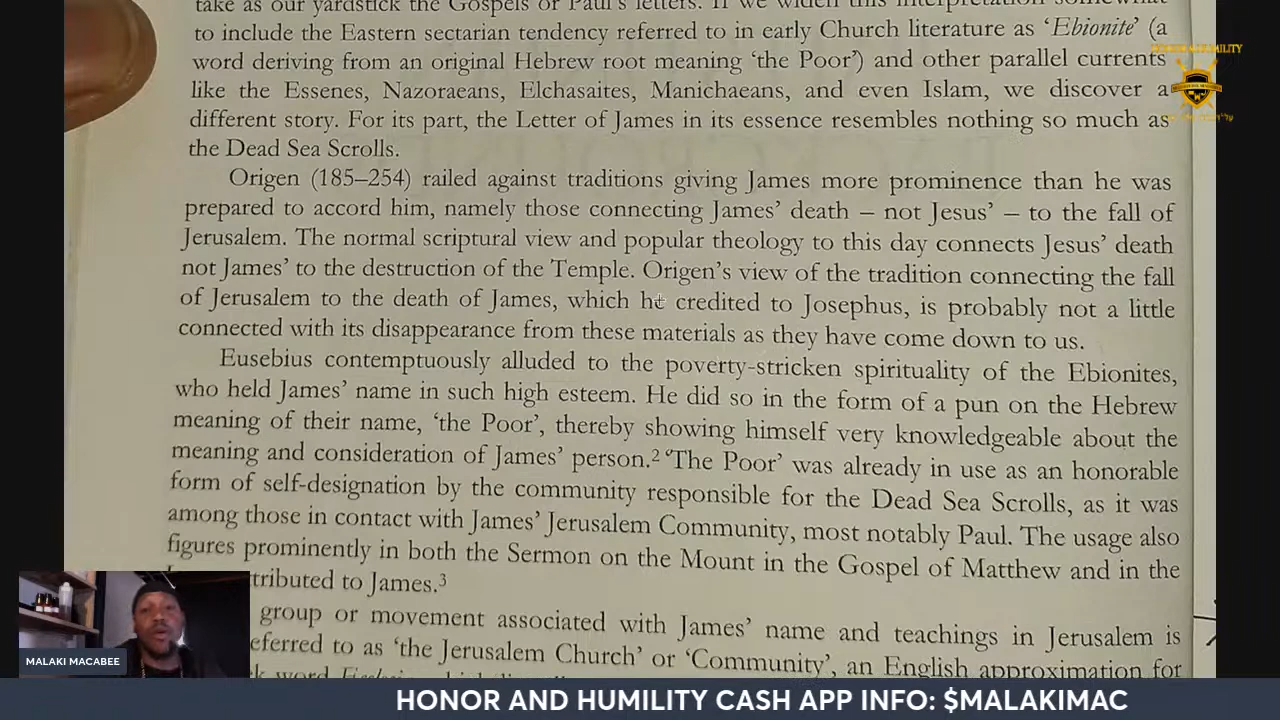 take as our yardstick the Gospels or Paul's letters. If we widen this interpretation somewhat
to include the Eastern sectarian tendency referred to in early Church literature as 'Ebionite' (a
word deriving from an original Hebrew root meaning 'the Poor') and other parallel currents
like the Essenes, Nazoraeans, Elchasaites, Manichaeans, and even Islam, we discover a
different story. For its part, the Letter of James in its essence resembles nothing so much as
the Dead Sea Scrolls.
Origen (185–254) railed against traditions giving James more prominence than he was
prepared to accord him, namely those connecting James' death – not Jesus' – to the fall of
Jerusalem. The normal scriptural view and popular theology to this day connects Jesus' death
not James' to the destruction of the Temple. Origen's view of the tradition connecting the fall
of Jerusalem to the death of James, which he credited to Josephus, is probably not a little
connected with its disappearance from these materials as they have come down to us.
Eusebius contemptuously alluded to the poverty-stricken spirituality of the Ebionites,
who held James' name in such high esteem. He did so in the form of a pun on the Hebrew
meaning of their name, 'the Poor', thereby showing himself very knowledgeable about the
meaning and consideration of James' person.² 'The Poor' was already in use as an honorable
form of self-designation by the community responsible for the Dead Sea Scrolls, as it was
among those in contact with James' Jerusalem Community, most notably Paul. The usage also
figures prominently in both the Sermon on the Mount in the Gospel of Matthew and in the
tributed to James.³
group or movement associated with James' name and teachings in Jerusalem is
eferred to as 'the Jerusalem Church' or 'Community', an English approximation for
word
MALAKI MACABEE
HONOR AND HUMILITY CASH APP INFO: $MALAKIMAC